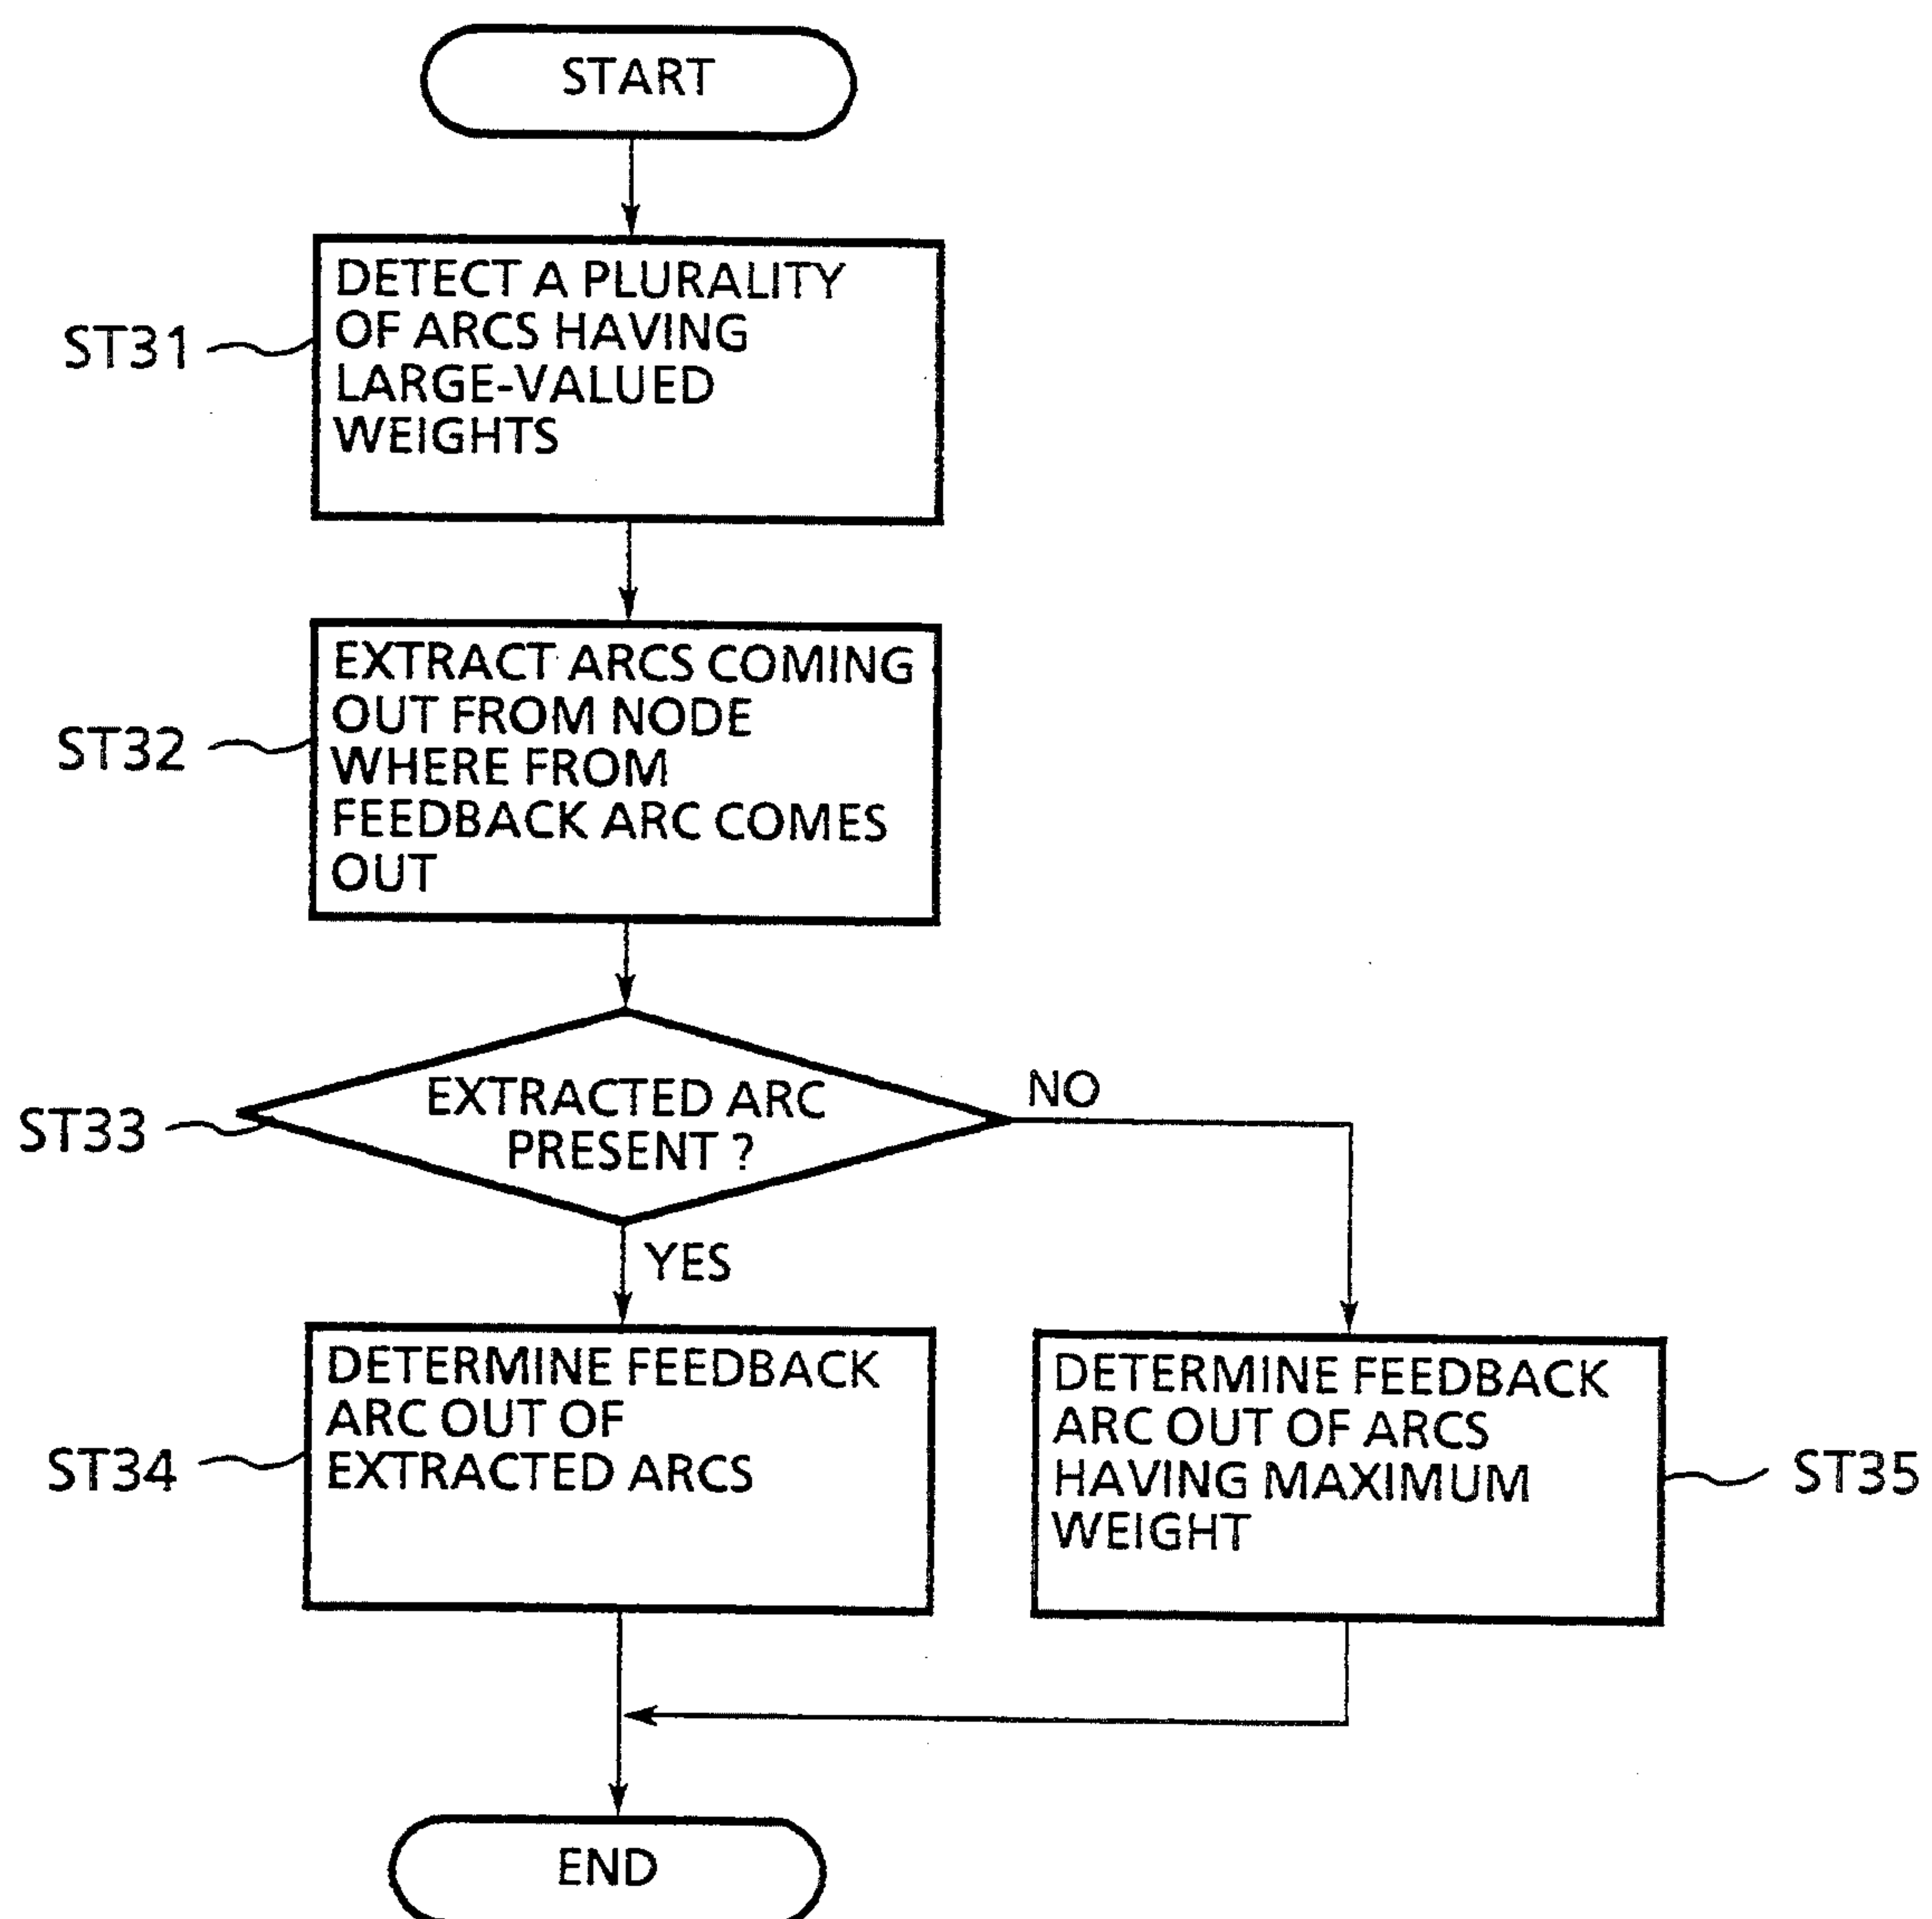 START
ST31
DETECT A PLURALITY
OF ARCS HAVING
LARGE-VALUED
WEIGHTS
ST32
EXTRACT ARCS COMING
OUT FROM NODE
WHERE FROM
FEEDBACK ARC COMES
OUT
ST33
EXTRACTED ARC
PRESENT ?
NO
YES
ST34
DETERMINE FEEDBACK
ARC OUT OF
EXTRACTED ARCS
DETERMINE FEEDBACK
ARC OUT OF ARCS
HAVING MAXIMUM
WEIGHT
ST35
END